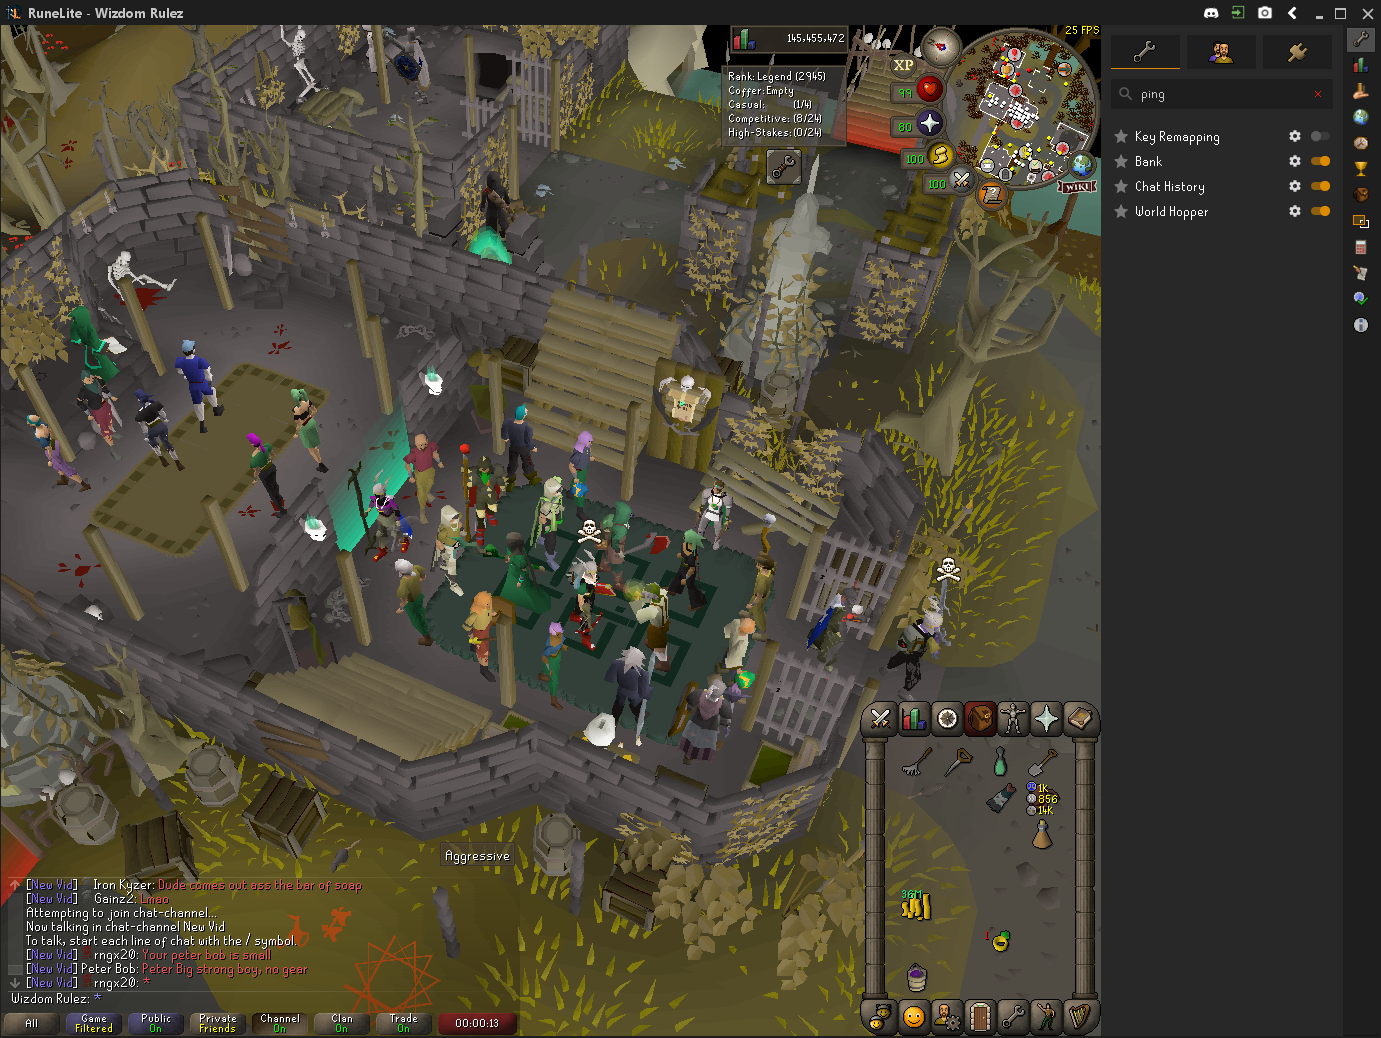 RuneLite - Wizdom Rulez
25 FPS
145,455,472
XP
Rank: Legend (2945)
Coffer: Empty
Casual: (1/4)
Competitive: (8/24)
High-Stakes: (0/24)
99
80
100
100
WIKI
ping
Key Remapping
Bank
Chat History
World Hopper
1K
856
14K
36M
1
Aggressive
[New Vid] Iron Kyzer: Dude comes out ass the bar of soap
[New Vid] Gainz2: Lmao
Attempting to join chat-channel...
Now talking in chat-channel New Vid
To talk, start each line of chat with the / symbol.
[New Vid] rngx20: Your peter bob is small
[New Vid] Peter Bob: Peter Big strong boy, no gear
[New Vid] rngx20: *
Wizdom Rulez: *
All
Game
Filtered
Public
On
Private
Friends
Channel
On
Clan
On
Trade
On
00:00:13